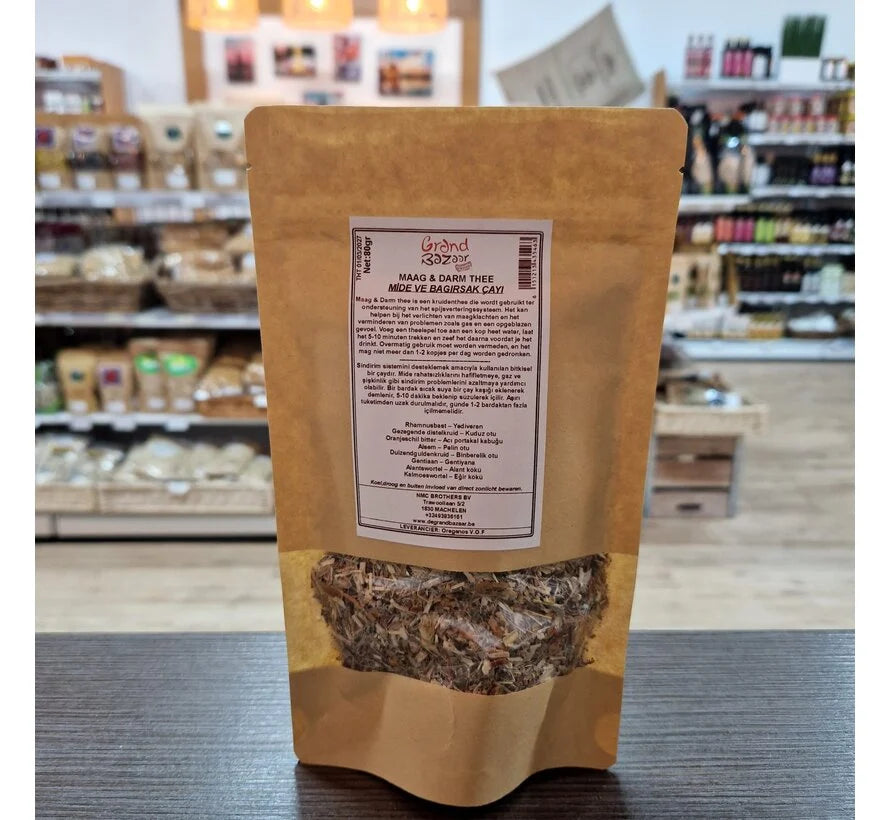 Grand
Bazaar
THT 01/03/2027
Net:80gr
MAAG & DARM THEE
MİDE VE BAGIRSAK ÇAYI
Maag & Darm thee is een kruidenthee die wordt gebruikt ter
ondersteuning van het spijsverteringssysteem. Het kan
helpen bij het verlichten van maagklachten en het
verminderen van problemen zoals gas en een opgeblazen
gevoel. Voeg een theelepel toe aan een kop heet water, laat
het 5-10 minuten trekken en zeef het daarna voordat je het
drinkt. Overmatig gebruik moet worden vermeden, en het
mag niet meer dan 1-2 kopjes per dag worden gedronken.
Sindirim sistemini desteklemek amacıyla kullanılan bitkisel
bir çaydır. Mide rahatsızlıklarını hafifletmeye, gaz ve
şişkinlik gibi sindirim problemlerini azaltmaya yardımcı
olabilir. Bir bardak sıcak suya bir çay kaşığı eklenerek
demlenir, 5-10 dakika beklenip süzülerek içilir. Aşırı
tüketimden uzak durulmalıdır, günde 1-2 bardaktan fazla
içilmemelidir.
Rhamnusbast – Yediveren
Gezegende distelkruid – Kuduz otu
Oranjeschil bitter – Acı portakal kabuğu
Alsem – Pelin otu
Duizendguldenkruid – Binberelik otu
Gentiaan – Gentiyana
Alantswortel – Alant kokü
Kalmoeswortel – Eğir kokü
Koel,droog en buiten invloed van direct zonlicht bewaren.
NMC BROTHERS BV
Trawoollaan 5/2
1830 MACHELEN
+32493936161
www.degrandbazaar.be
LEVERANCIER: Oreganos V.O.F